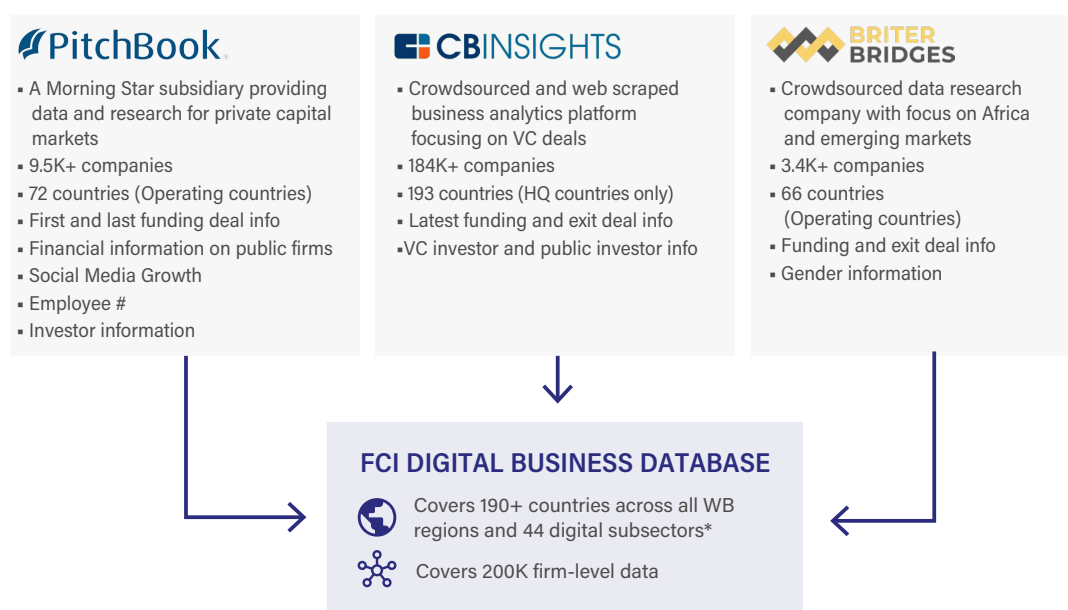 PitchBook®
▪ A Morning Star subsidiary providing
data and research for private capital
markets
▪ 9.5K+ companies
▪ 72 countries (Operating countries)
▪ First and last funding deal info
▪ Financial information on public firms
▪ Social Media Growth
▪ Employee #
▪ Investor information
CBINSIGHTS
▪ Crowdsourced and web scraped
business analytics platform
focusing on VC deals
▪ 184K+ companies
▪ 193 countries (HQ countries only)
▪ Latest funding and exit deal info
▪VC investor and public investor info
BRITER
BRIDGES
▪ Crowdsourced data research
company with focus on Africa
and emerging markets
▪ 3.4K+ companies
▪ 66 countries
(Operating countries)
▪ Funding and exit deal info
▪ Gender information
FCI DIGITAL BUSINESS DATABASE
Covers 190+ countries across all WB
regions and 44 digital subsectors*
Covers 200K firm-level data